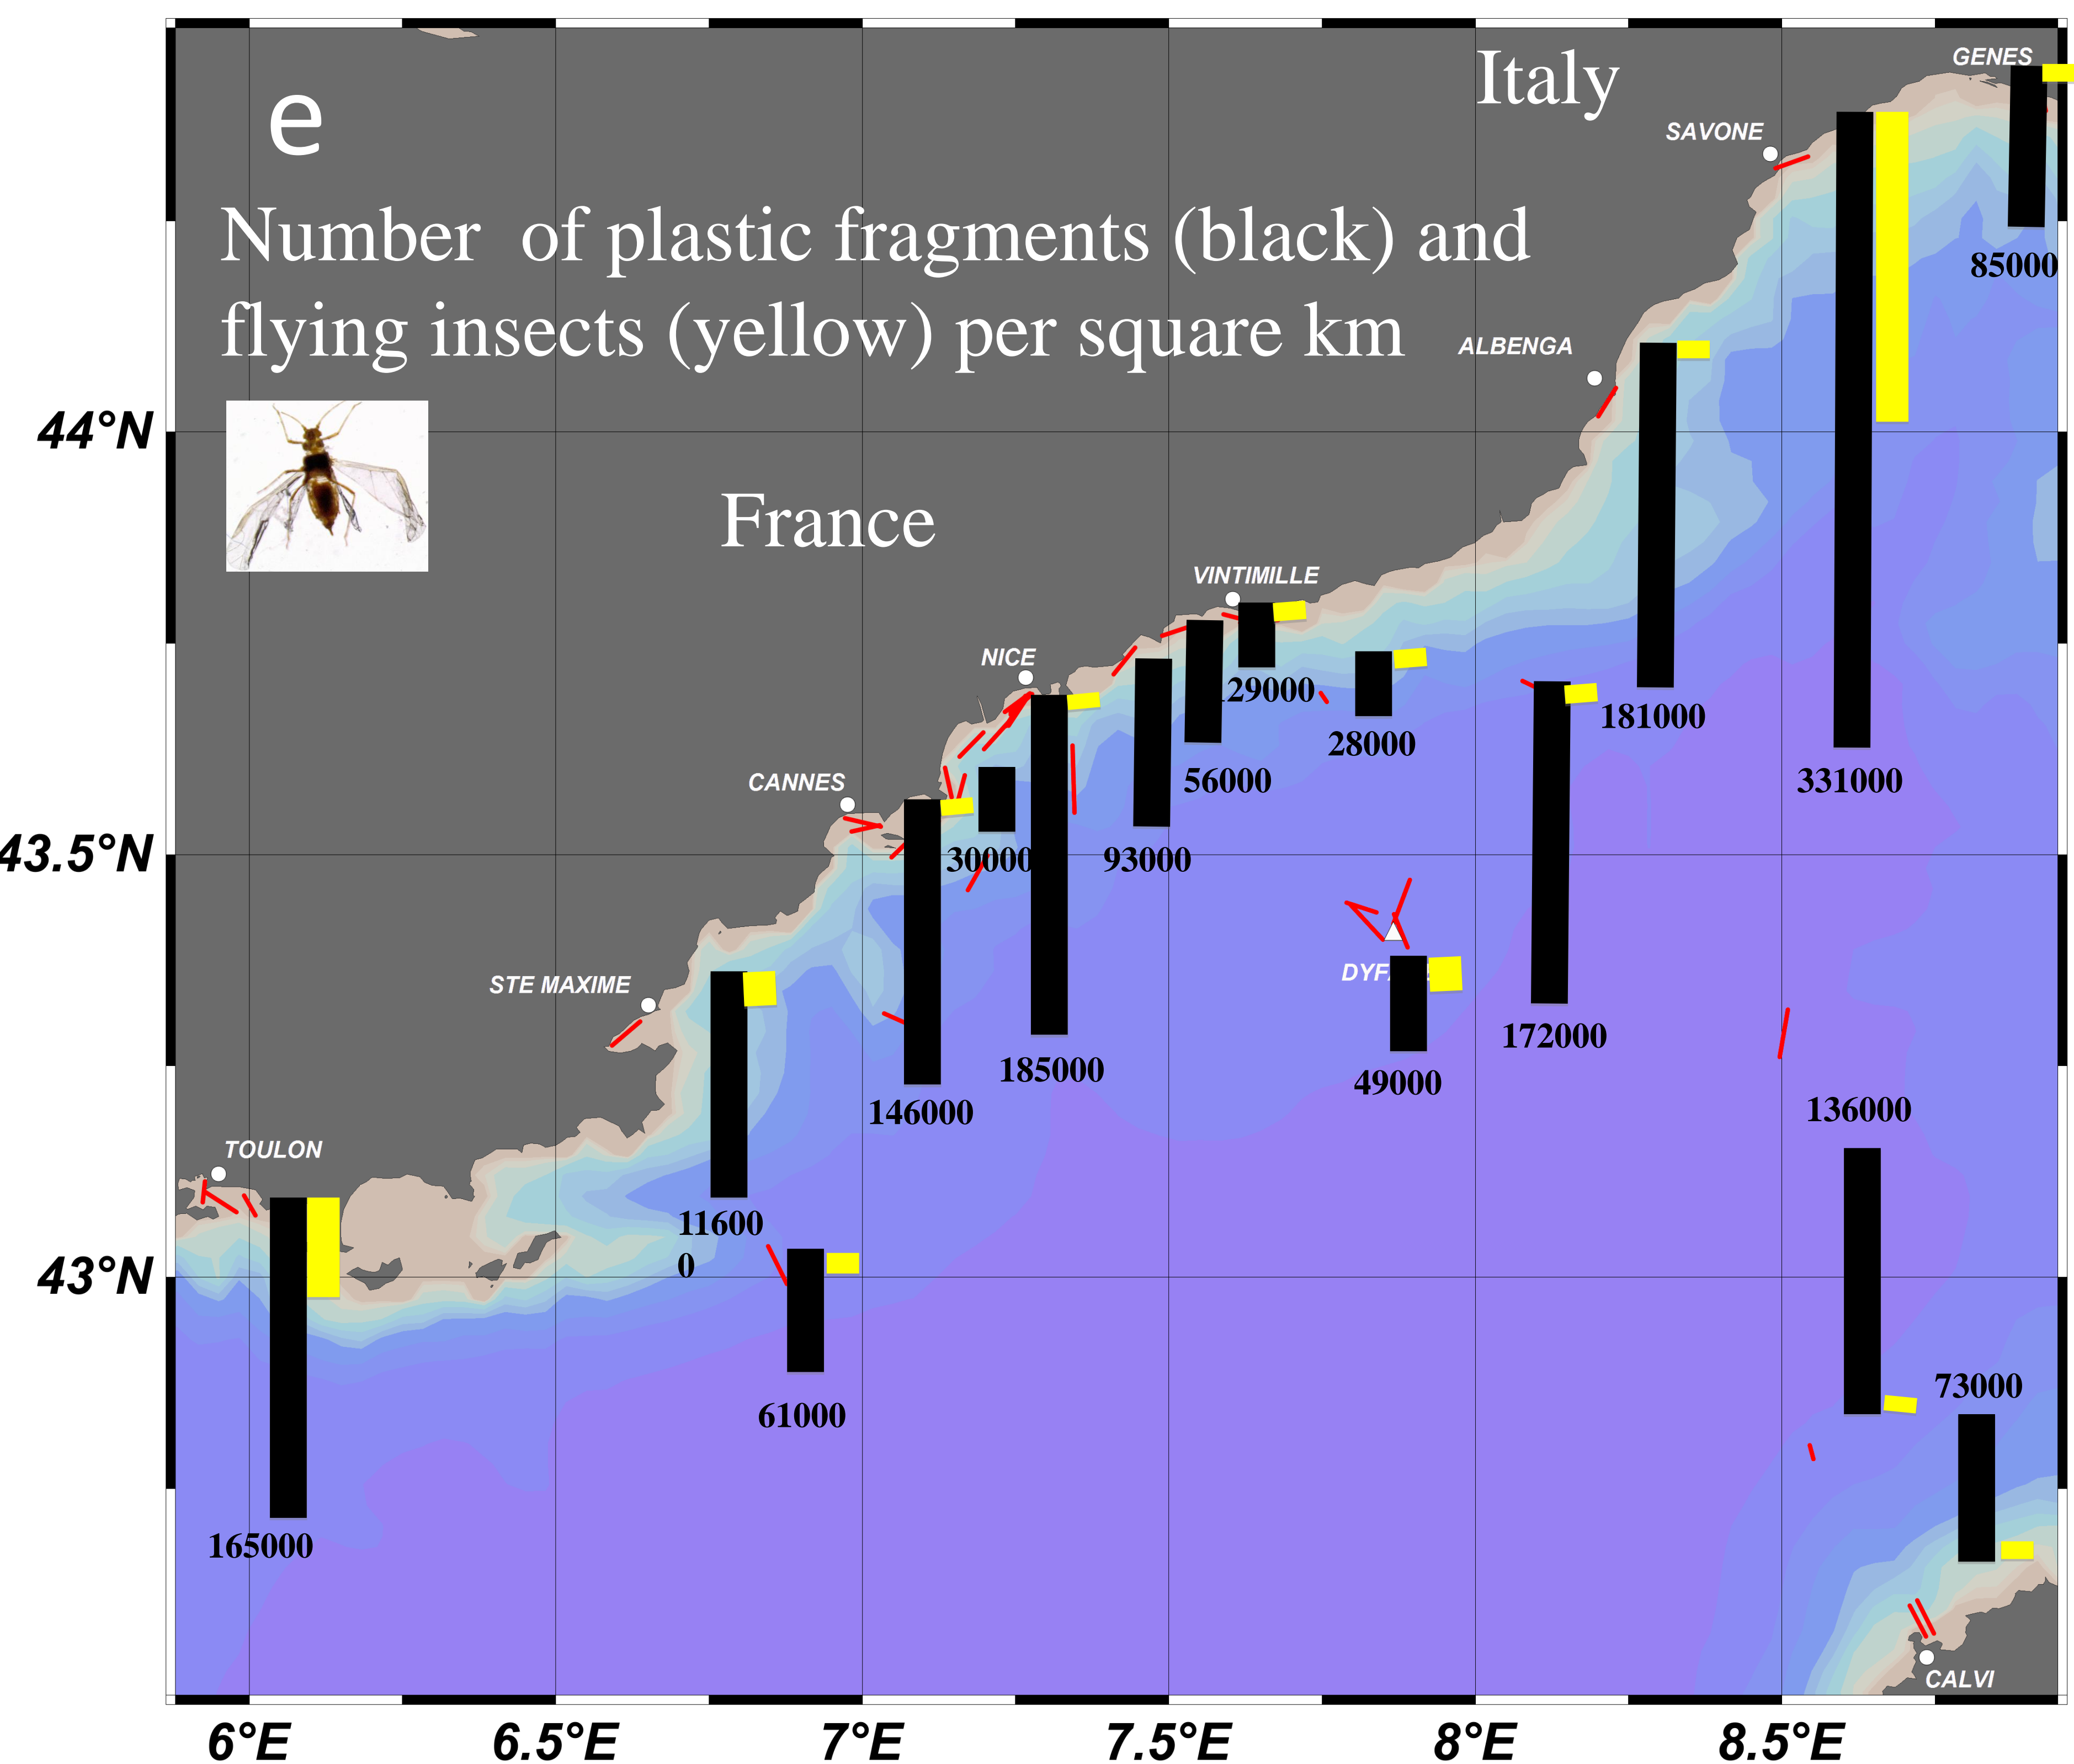 GENES
Italy
e
SAVONE
Number of plastic fragments (black) and
85000
flying insects (yellow) per square km
ALBENGA
44°N
France
VINTIMILLE
NICE
29000
181000
28000
CANNES
56000
331000
43.5°N
30000
93000
DYF
STE MAXIME
172000
185000
49000
146000
136000
TOULON
11600
0
43°N
73000
61000
165000
CALVI
6°E
6.5°E
7°E
7.5°E
8°E
8.5°E